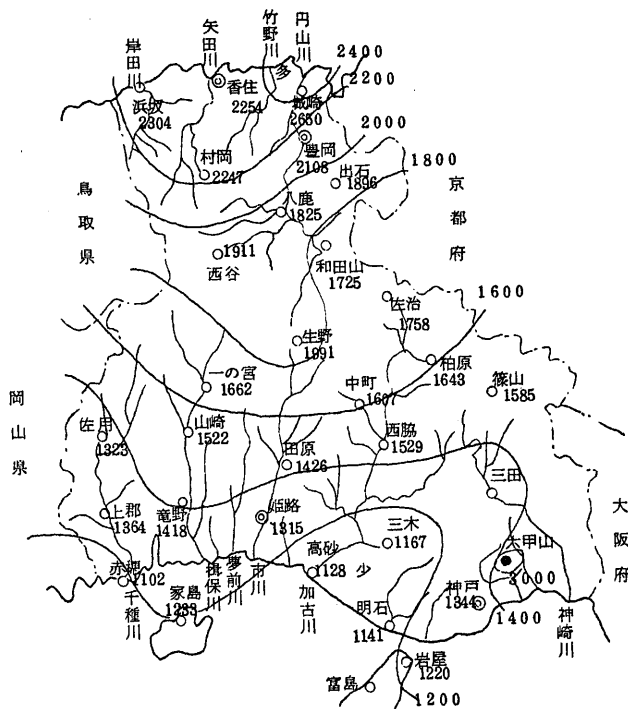 岸田川
矢田川
竹野川
円山川
多
2400
2200
2000
1800
1600
香住
2254
浜坂
2304
城崎
2650
豊岡
2108
村岡
2247
出石
1896
八鹿
1825
鳥取県
京都府
1911
西谷
和田山
1725
佐治
1758
生野
1991
柏原
1643
一の宮
1662
中町
1607
篠山
1585
岡山県
佐用
1323
山崎
1522
田原
1426
西脇
1529
三田
上郡
1364
竜野
1418
姫路
1315
三木
1167
大阪府
六甲山
2000
赤穂
1102
家島
1233
千種川
揖保川
夢前川
市川
高砂
1128
少
加古川
明石
1141
神戸
1344
1400
神崎川
岩屋
1220
富島
1200